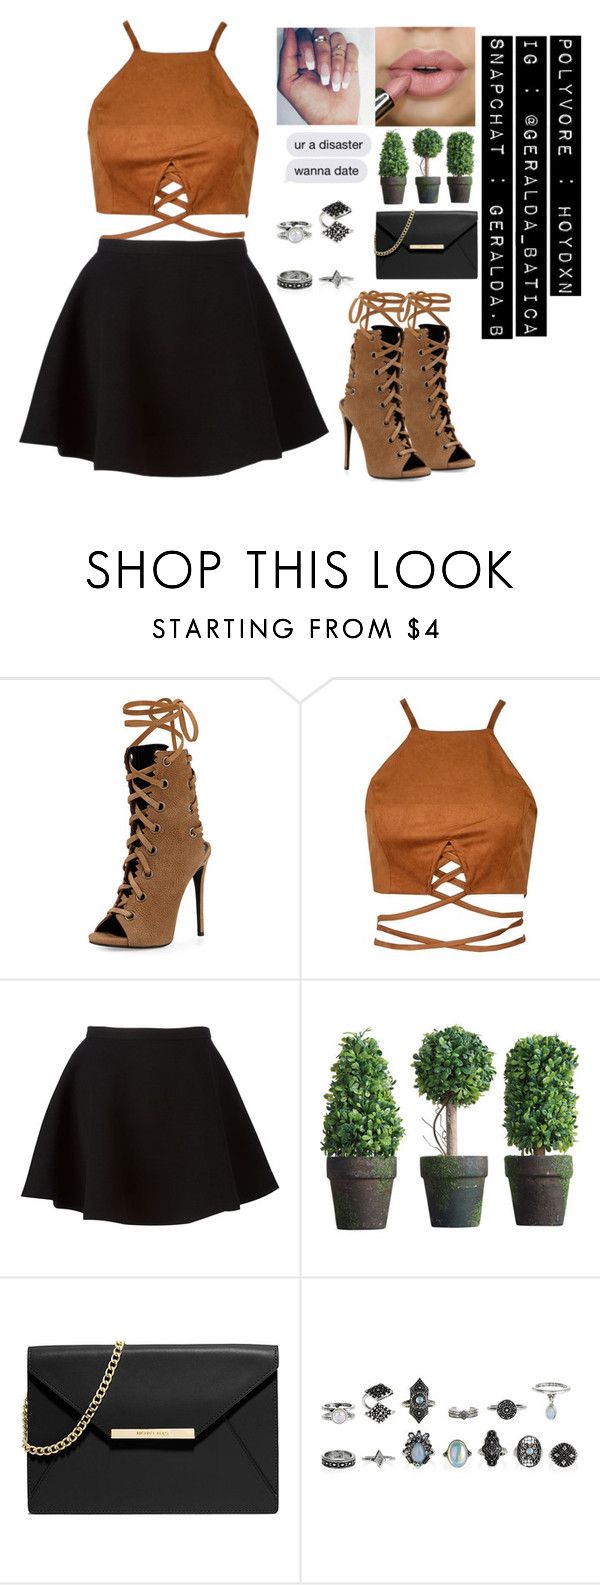 ur a disaster
wanna date
POLYVORE : HOYDXN
IG : @GERALDA_BATICA
SNAPCHAT : GERALDA.B
SHOP THIS LOOK
STARTING FROM $4